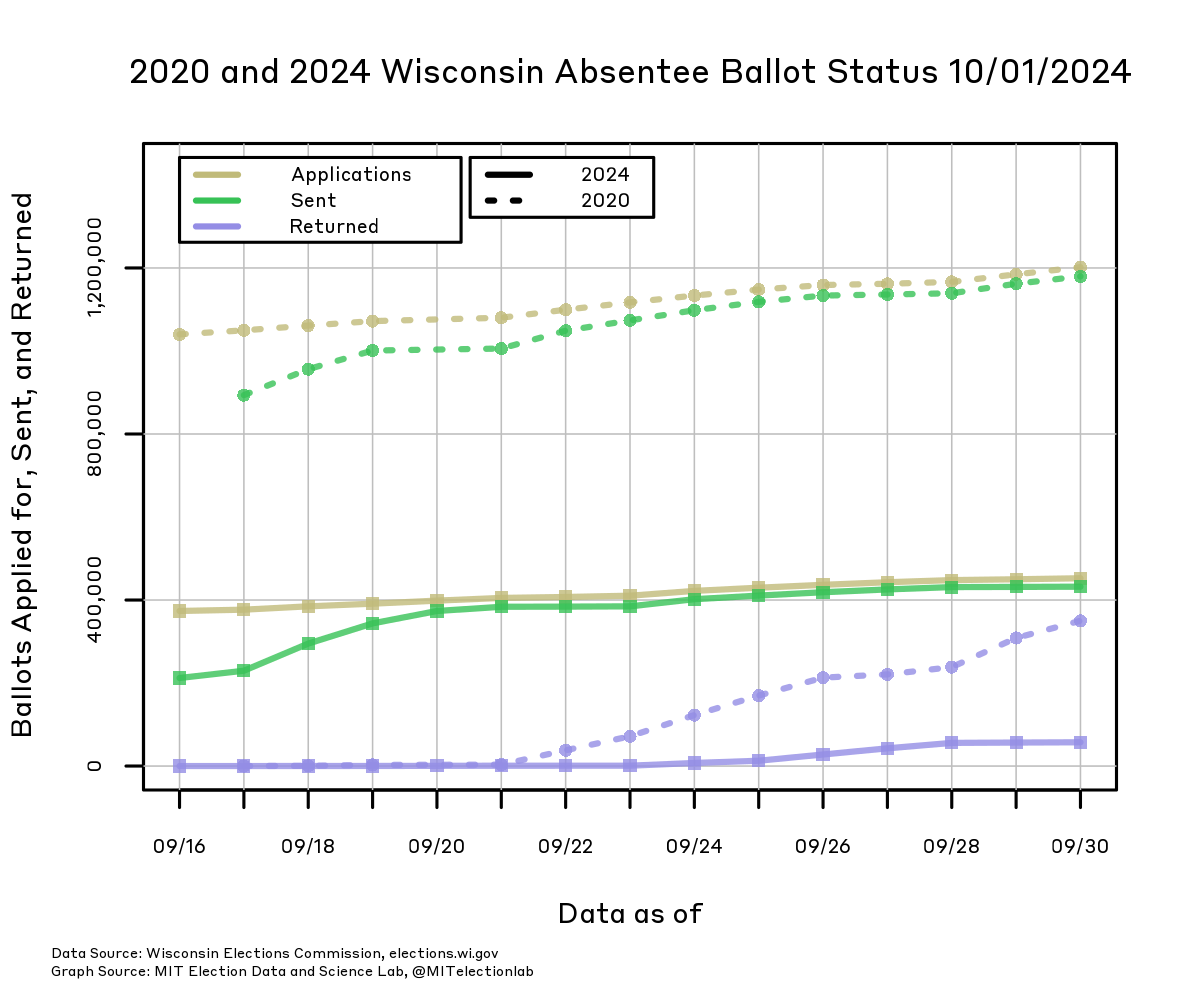 2020 and 2024 Wisconsin Absentee Ballot Status 10/01/2024
Applications
Sent
Returned
2024
2020
Ballots Applied for, Sent, and Returned
1,200,000
800,000
400,000
0
09/16 09/18 09/20 09/22 09/24 09/26 09/28 09/30
Data as of
Data Source: Wisconsin Elections Commission, elections.wi.gov
Graph Source: MIT Election Data and Science Lab, @MITelectionlab